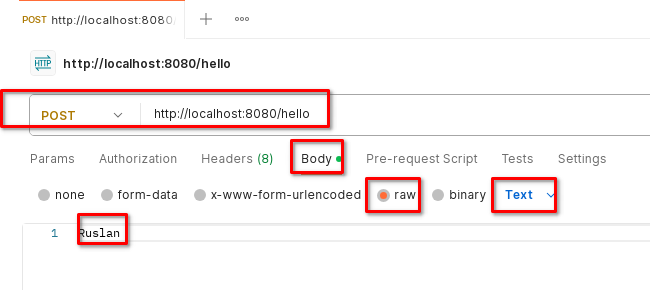 POST http://localhost:8080
HTTP http://localhost:8080/hello
POST http://localhost:8080/hello
Params Authorization Headers (8) Body Pre-request Script Tests Settings
none form-data x-www-form-urlencoded raw binary Text
1 Ruslan